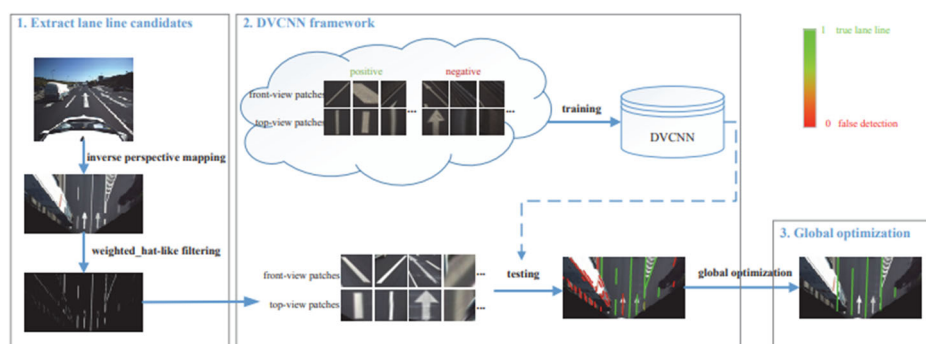 1. Extract lane line candidates
inverse perspective mapping
weighted_hat-like filtering
2. DVCNN framework
positive
negative
front-view patches
...
top-view patches
training
DVCNN
front-view patches
...
top-view patches
...
testing
global optimization
1
true lane line
0
false detection
3. Global optimization